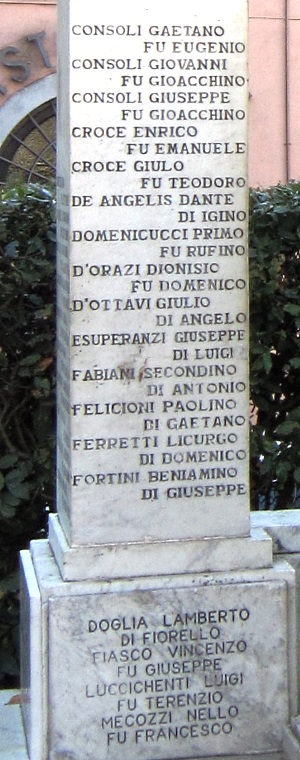 CONSOLI GAETANO
FU EUGENIO
CONSOLI GIOVANNI
FU GIOACCHINO
CONSOLI GIUSEPPE
FU GIOACCHINO
CROCE ENRICO
FU EMANUELE
CROCE GIULO
FU TEODORO
DE ANGELIS DANTE
DI IGINO
DOMENICUCCI PRIMO
FU RUFINO
D'ORAZI DIONISIO
FU DOMENICO
D'OTTAVI GIULIO
DI ANGELO
ESUPERANZI GIUSEPPE
DI LUIGI
FABIANI SECONDINO
DI ANTONIO
FELICIONI PAOLINO
DI GAETANO
FERRETTI LICURGO
DI DOMENICO
FORTINI BENIAMINO
DI GIUSEPPE
DOGLIA LAMBERTO
DI FIORELLO
FIASCO VINCENZO
FU GIUSEPPE
LUCCICHENTI LUIGI
FU TERENZIO
MECOZZI NELLO
FU FRANCESCO